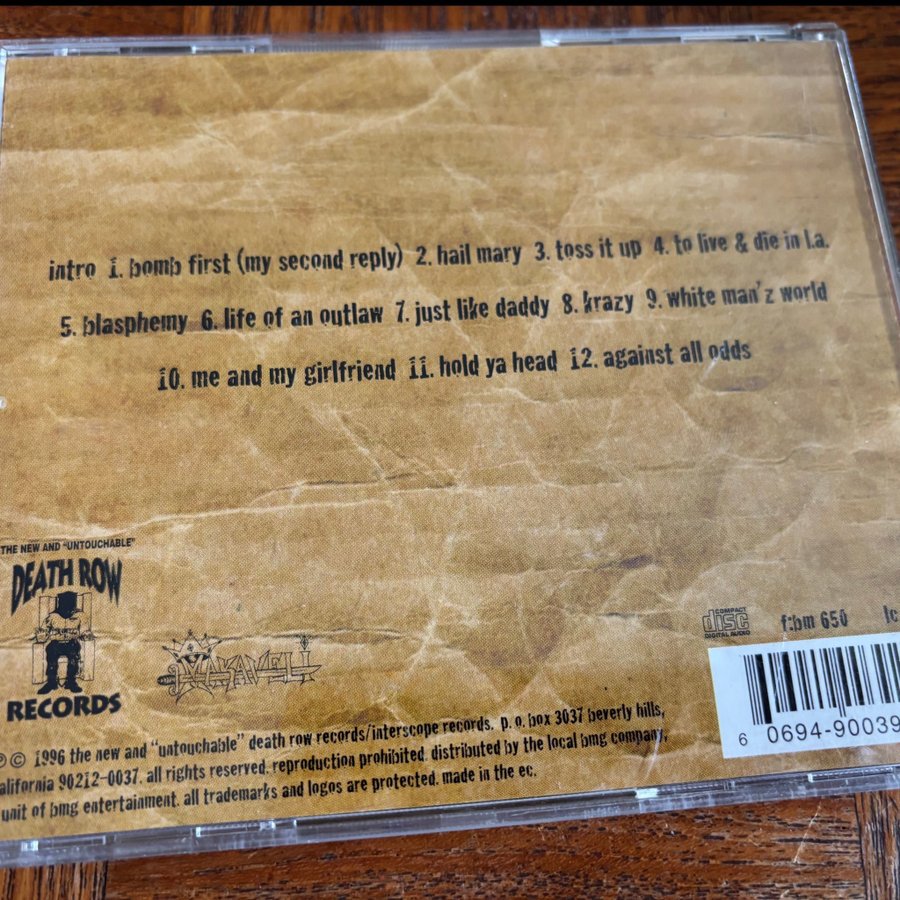 intro 1. bomb first (my second reply) 2. hail mary 3. toss it up 4. to live & die in l.a.
5. blasphemy 6. life of an outlaw 7. just like daddy 8. krazy 9. white man'z world
10. me and my girlfriend 11. hold ya head 12. against all odds
THE NEW AND "UNTOUCHABLE"
DEATH ROW
RECORDS
MAKAVELI
COMPACT
disc
DIGITAL AUDIO
f:bm 650 lc
6 0694-90039
℗© 1996 the new and "untouchable" death row records/interscope records. p.o. box 3037 beverly hills,
california 90212-0037. all rights reserved. reproduction prohibited. distributed by the local bmg company,
unit of bmg entertainment. all trademarks and logos are protected. made in the ec.